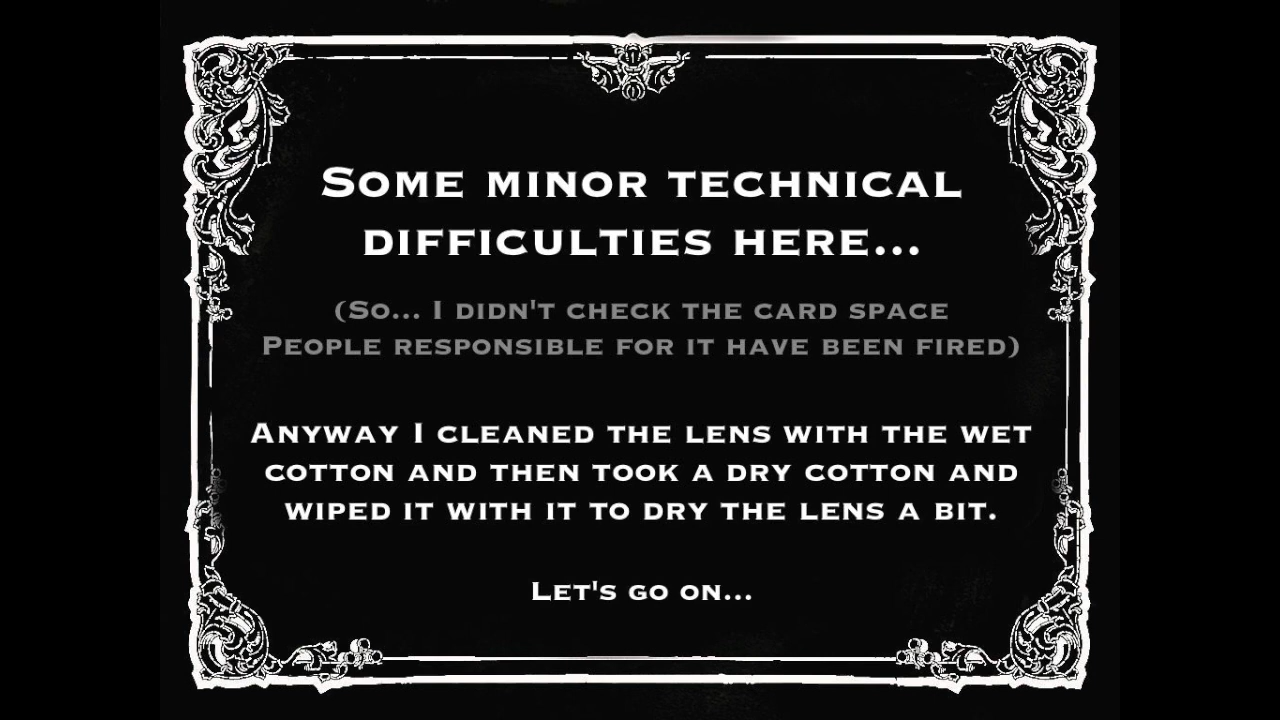 Some minor technical
difficulties here...
(So... I didn't check the card space
People responsible for it have been fired)
Anyway I cleaned the lens with the wet
cotton and then took a dry cotton and
wiped it with it to dry the lens a bit.
Let's go on...